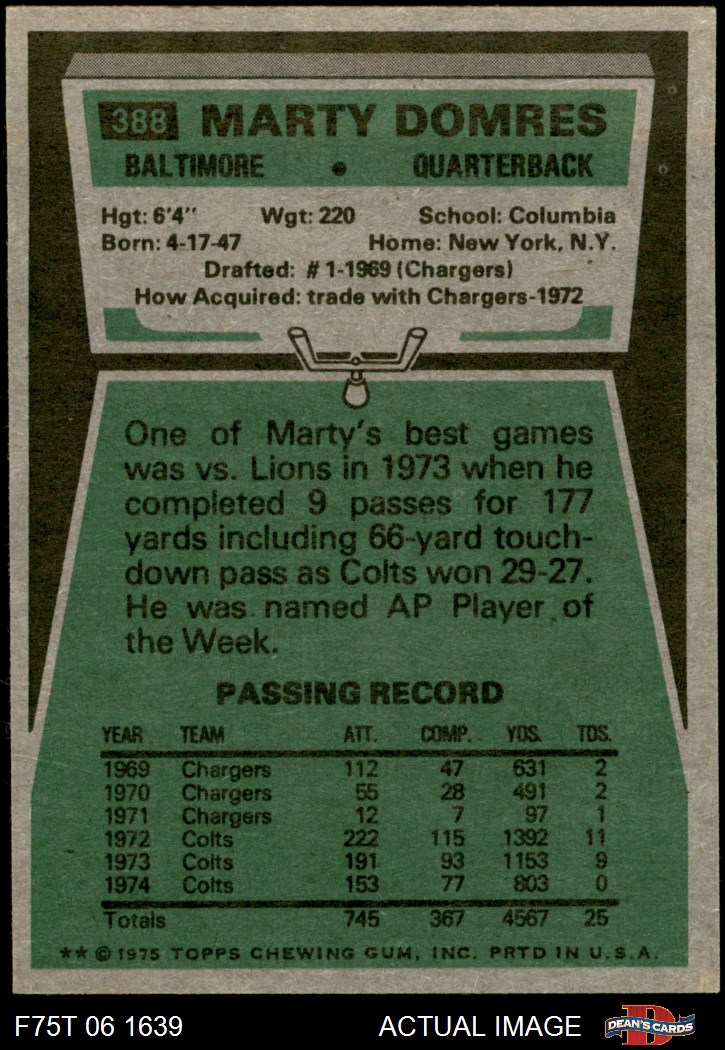 388 MARTY DOMRES
BALTIMORE • QUARTERBACK
Hgt: 6'4" Wgt: 220 School: Columbia
Born: 4-17-47 Home: New York, N.Y.
Drafted: #1-1969 (Chargers)
How Acquired: trade with Chargers-1972
One of Marty's best games
was vs. Lions in 1973 when he
completed 9 passes for 177
yards including 66-yard touch-
down pass as Colts won 29-27.
He was named AP Player of
the Week.
PASSING RECORD
YEAR TEAM ATT. COMP. YDS. TDS.
1969 Chargers 112 47 631 2
1970 Chargers 55 28 491 2
1971 Chargers 12 7 97 1
1972 Colts 222 115 1392 11
1973 Colts 191 93 1153 9
1974 Colts 153 77 803 0
Totals 745 367 4567 25
** © 1975 TOPPS CHEWING GUM, INC. PRTD IN U.S.A.
F75T 06 1639 ACTUAL IMAGE DEAN'S CARDS